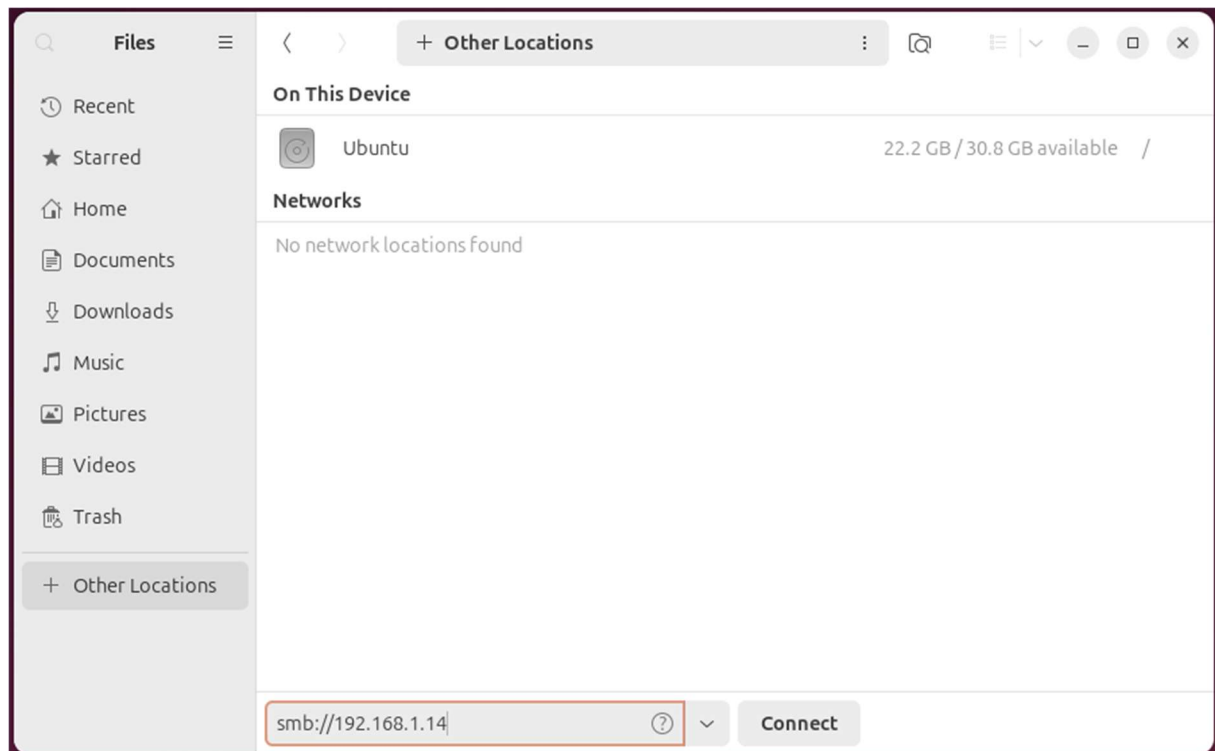 Files
Recent
Starred
Home
Documents
Downloads
Music
Pictures
Videos
Trash
+ Other Locations
+ Other Locations
On This Device
Ubuntu 22.2 GB / 30.8 GB available /
Networks
No network locations found
smb://192.168.1.14 ? Connect